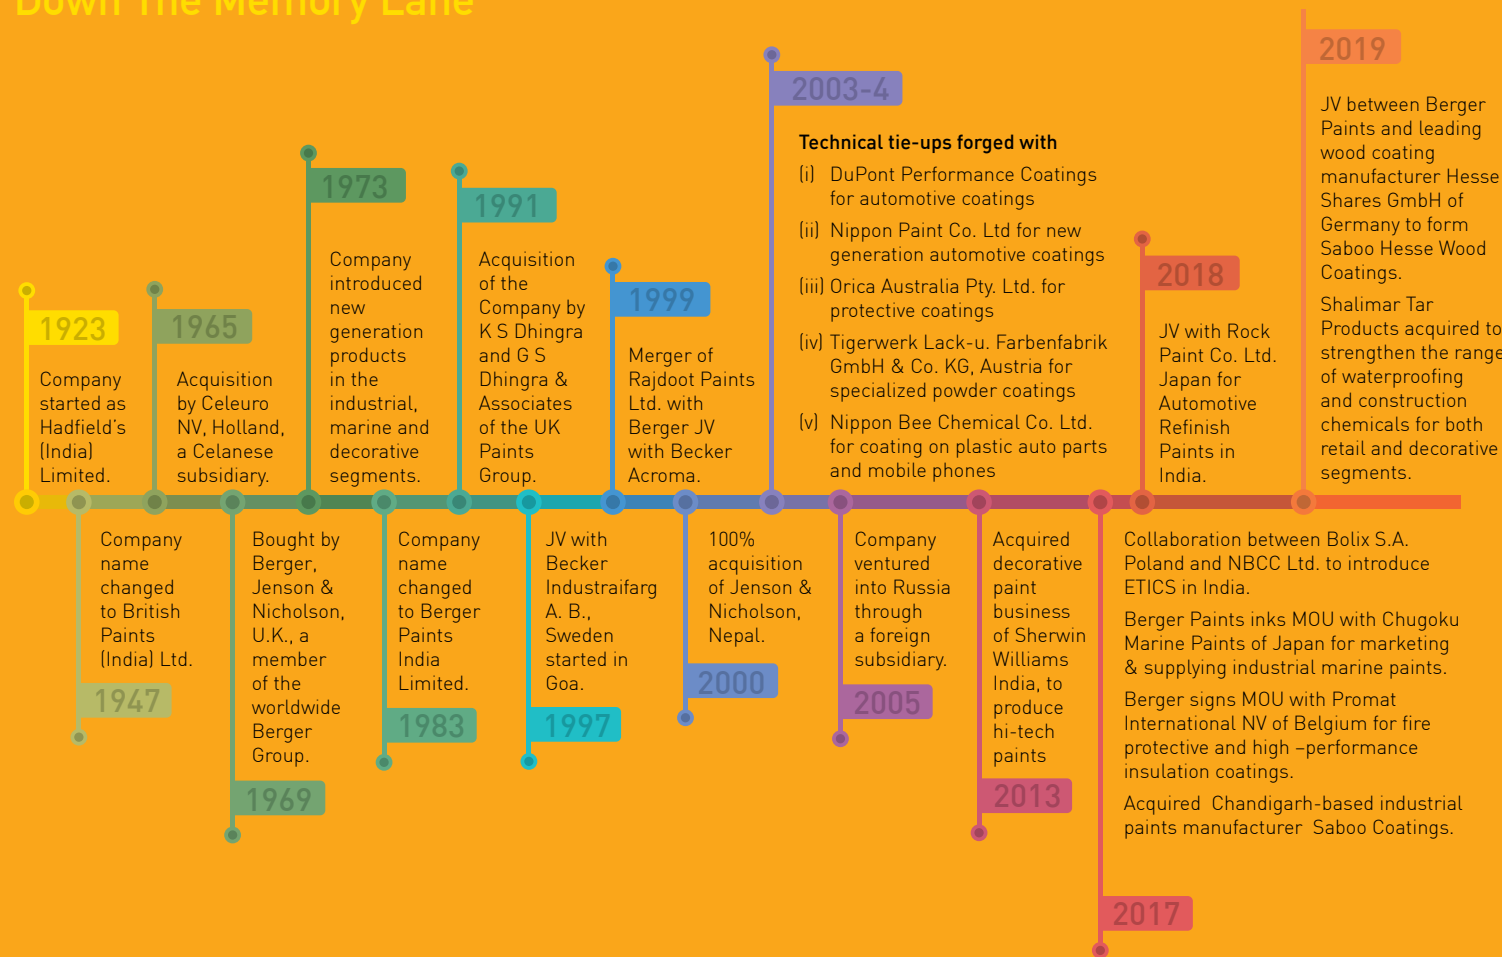 Down The Memory Lane
1923
Company
started as
Hadfield's
(India)
Limited.
Company
name
changed
to British
Paints
(India) Ltd.
1947
1965
Acquisition
by Celeuro
NV, Holland,
a Celanese
subsidiary.
Bought by
Berger,
Jenson &
Nicholson,
U.K., a
member
of the
worldwide
Berger
Group.
1969
1973
Company
introduced
new
generation
products
in the
industrial,
marine and
decorative
segments.
Company
name
changed
to Berger
Paints
India
Limited.
1983
1991
Acquisition
of the
Company by
K S Dhingra
and G S
Dhingra &
Associates
of the UK
Paints
Group.
JV with
Becker
Industraifarg
A. B.,
Sweden
started in
Goa.
1997
1999
Merger of
Rajdoot Paints
Ltd. with
Berger JV
with Becker
Acroma.
100%
acquisition
of Jenson &
Nicholson,
Nepal.
2000
2003-4
Technical tie-ups forged with
(i) DuPont Performance Coatings
for automotive coatings
(ii) Nippon Paint Co. Ltd for new
generation automotive coatings
(iii) Orica Australia Pty. Ltd. for
protective coatings
(iv) Tigerwerk Lack-u. Farbenfabrik
GmbH & Co. KG, Austria for
specialized powder coatings
(v) Nippon Bee Chemical Co. Ltd.
for coating on plastic auto parts
and mobile phones
Company
ventured
into Russia
through
a foreign
subsidiary.
2005
Acquired
decorative
paint
business
of Sherwin
Williams
India, to
produce
hi-tech
paints
2013
Collaboration between Bolix S.A.
Poland and NBCC Ltd. to introduce
ETICS in India.
Berger Paints inks MOU with Chugoku
Marine Paints of Japan for marketing
& supplying industrial marine paints.
Berger signs MOU with Promat
International NV of Belgium for fire
protective and high –performance
insulation coatings.
Acquired Chandigarh-based industrial
paints manufacturer Saboo Coatings.
2017
2018
JV with Rock
Paint Co. Ltd.
Japan for
Automotive
Refinish
Paints in
India.
2019
JV between Berger
Paints and leading
wood coating
manufacturer Hesse
Shares GmbH of
Germany to form
Saboo Hesse Wood
Coatings.
Shalimar Tar
Products acquired to
strengthen the range
of waterproofing
and construction
chemicals for both
retail and decorative
segments.